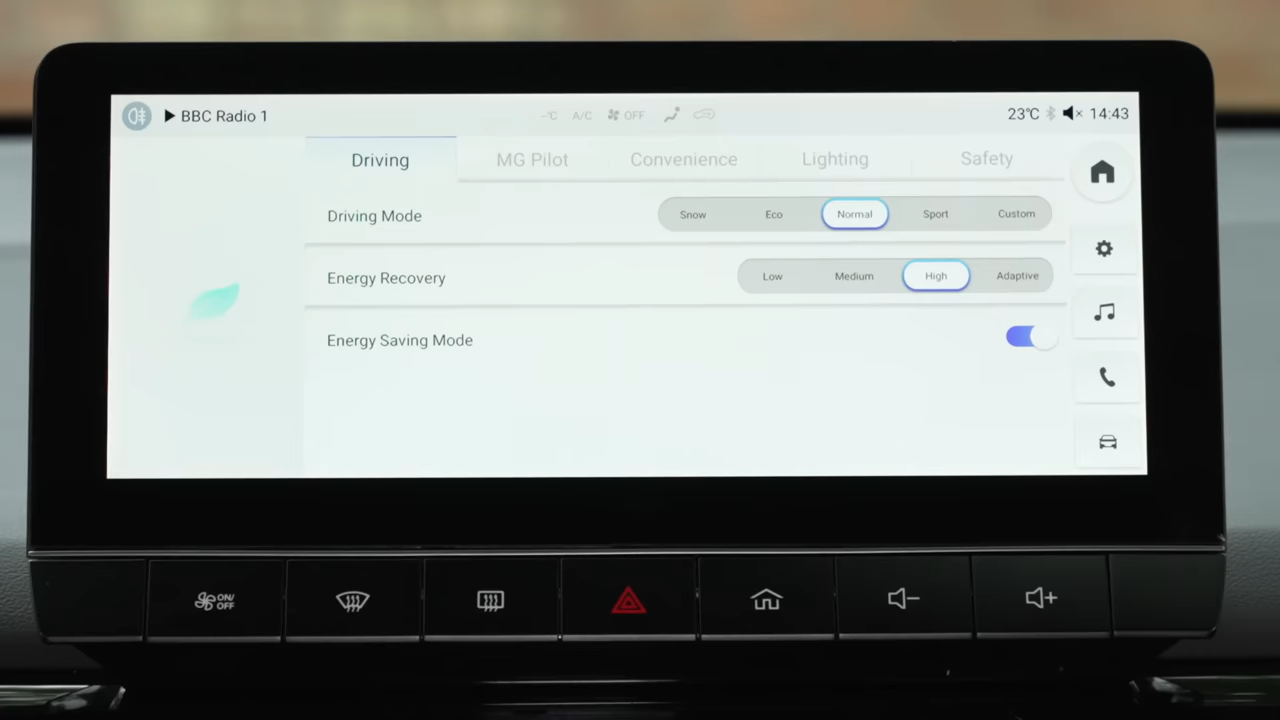 BBC Radio 1
-℃ A/C OFF
23℃ 14:43
Driving MG Pilot Convenience Lighting Safety
Driving Mode Snow Eco Normal Sport Custom
Energy Recovery Low Medium High Adaptive
Energy Saving Mode
ON/
OFF